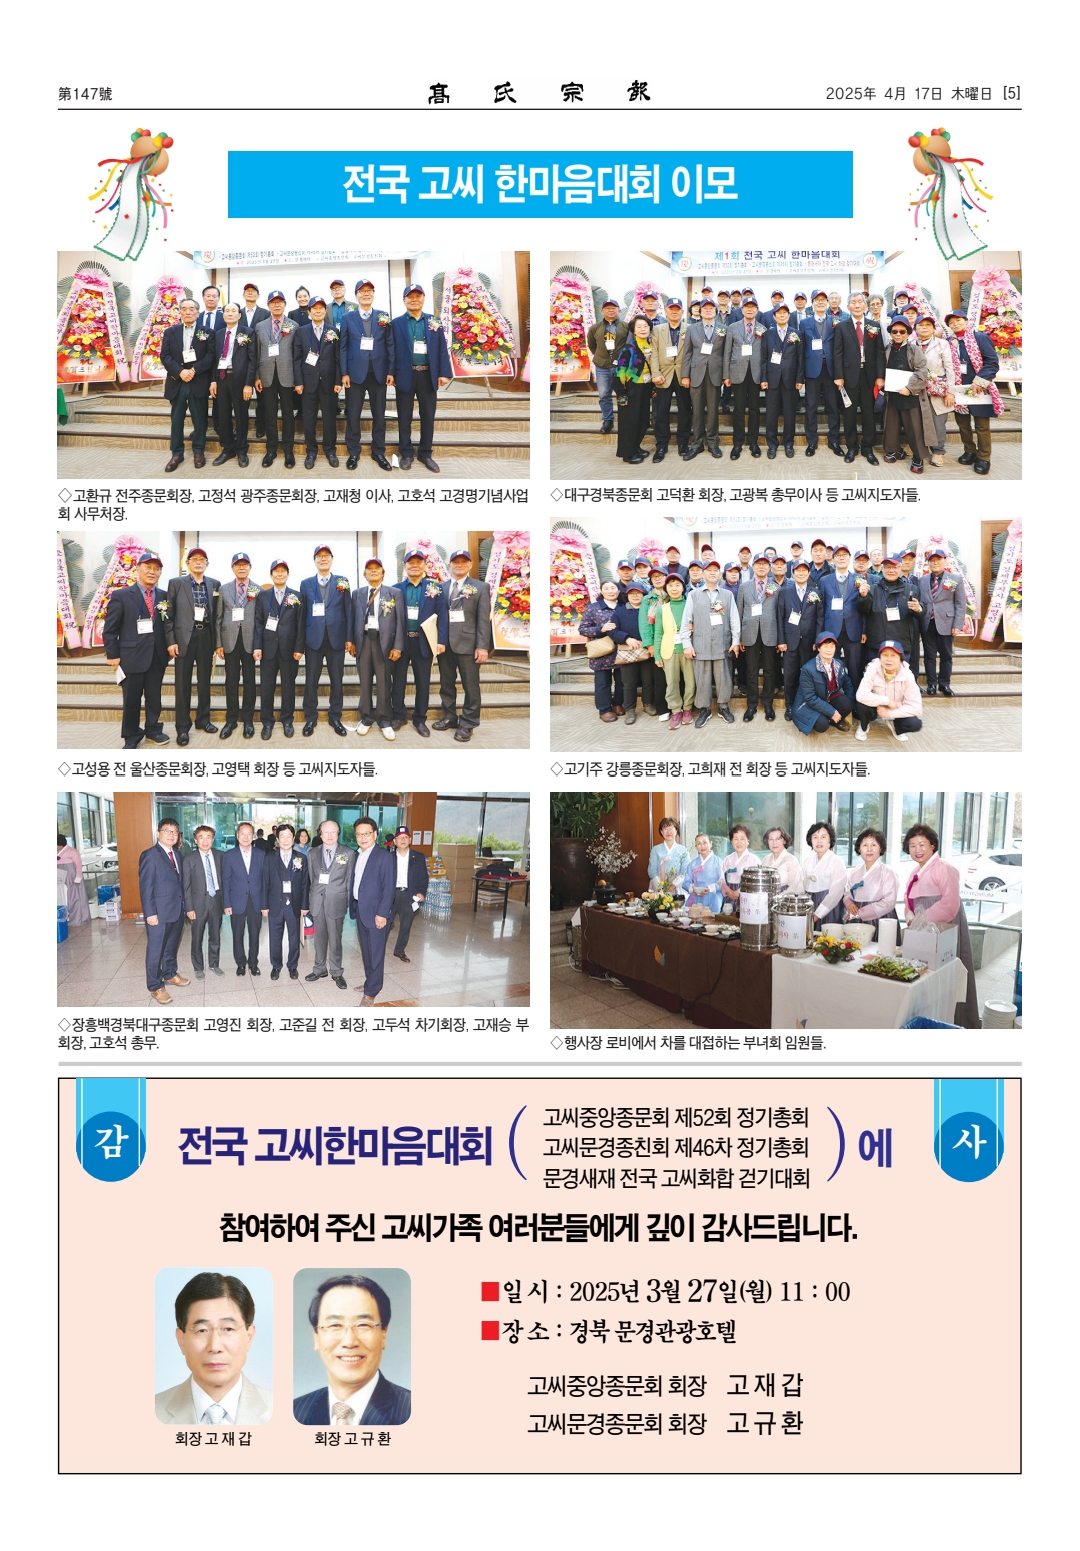 第147號
髙氏宗報
2025年 4月 17日 木曜日 [5]
전국 고씨 한마음대회 이모
제1회 전국 고씨 한마음대회
◇고환규 전주종문회장, 고정석 광주종문회장, 고재청 이사, 고호석 고경명기념사업
회 사무처장.
◇대구경북종문회 고덕환 회장, 고광복 총무이사 등 고씨지도자들.
◇고성용 전 울산종문회장, 고영택 회장 등 고씨지도자들.
◇고기주 강릉종문회장, 고희재 전 회장 등 고씨지도자들.
◇장흥백경북대구종문회 고영진 회장, 고준길 전 회장, 고두석 차기회장, 고재승 부
회장, 고호석 총무.
◇행사장 로비에서 차를 대접하는 부녀회 임원들.
감
전국 고씨한마음대회
(고씨중앙종문회 제52회 정기총회
고씨문경종친회 제46차 정기총회
문경새재 전국 고씨화합 걷기대회)
에
사
참여하여 주신 고씨가족 여러분들에게 깊이 감사드립니다.
■일 시 : 2025년 3월 27일(월) 11 : 00
■장 소 : 경북 문경관광호텔
고씨중앙종문회 회장 고 재 갑
고씨문경종문회 회장 고 규 환
회장 고 재 갑
회장 고 규 환